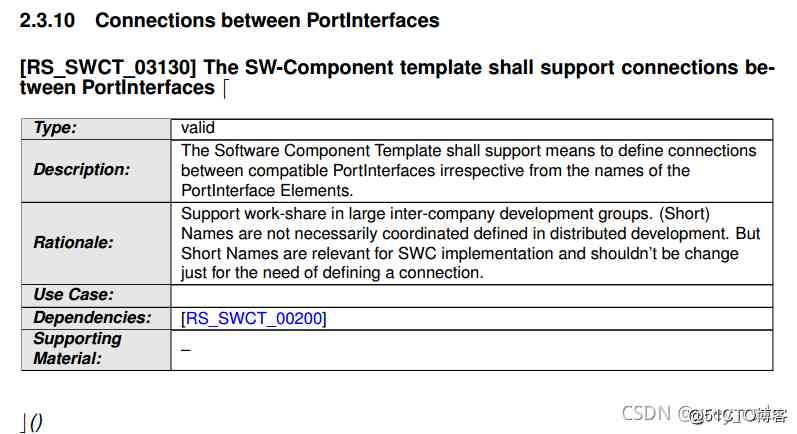 2.3.10 Connections between PortInterfaces
[RS_SWCT_03130] The SW-Component template shall support connections be-
tween PortInterfaces ⌈
Type: valid
Description: The Software Component Template shall support means to define connections
between compatible PortInterfaces irrespective from the names of the
PortInterface Elements.
Rationale: Support work-share in large inter-company development groups. (Short)
Names are not necessarily coordinated defined in distributed development. But
Short Names are relevant for SWC implementation and shouldn't be change
just for the need of defining a connection.
Use Case:
Dependencies: [RS_SWCT_00200]
Supporting
Material: –
⌋()
CSDN @51CTO博客